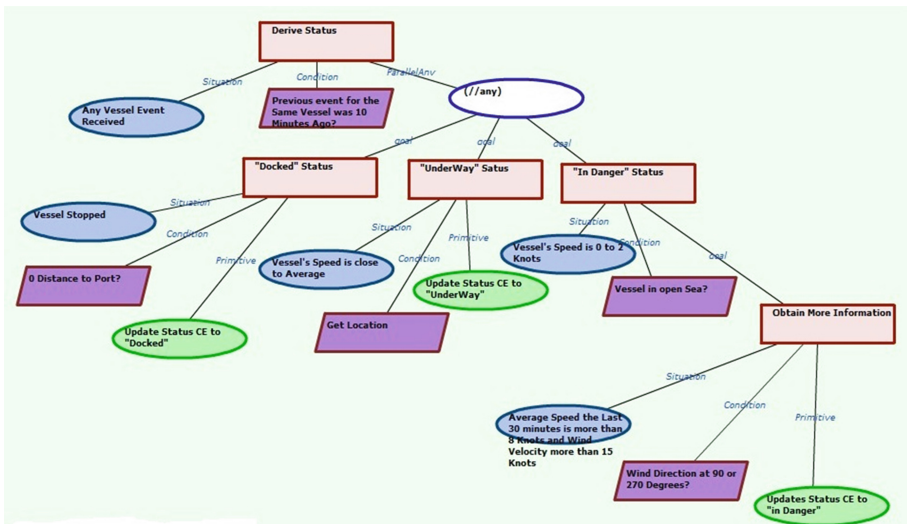 Derive Status
Situation
Condition
ParallelAny
(//any)
Any Vessel Event
Received
Previous event for the
Same Vessel was 10
Minutes Ago?
goal
goal
goal
"Docked" Status
"UnderWay" Satus
"In Danger" Status
Situation
Condition
Primitive
Vessel Stopped
0 Distance to Port?
Update Status CE to
"Docked"
Situation
Condition
Primitive
Vessel's Speed is close
to Average
Get Location
Update Status CE to
"UnderWay"
Situation
Condition
goal
Vessel's Speed is 0 to 2
Knots
Vessel in open Sea?
Obtain More Information
Situation
Condition
Primitive
Average Speed the Last
30 minutes is more than
8 Knots and Wind
Velocity more than 15
Knots
Wind Direction at 90 or
270 Degrees?
Updates Status CE to
"in Danger"